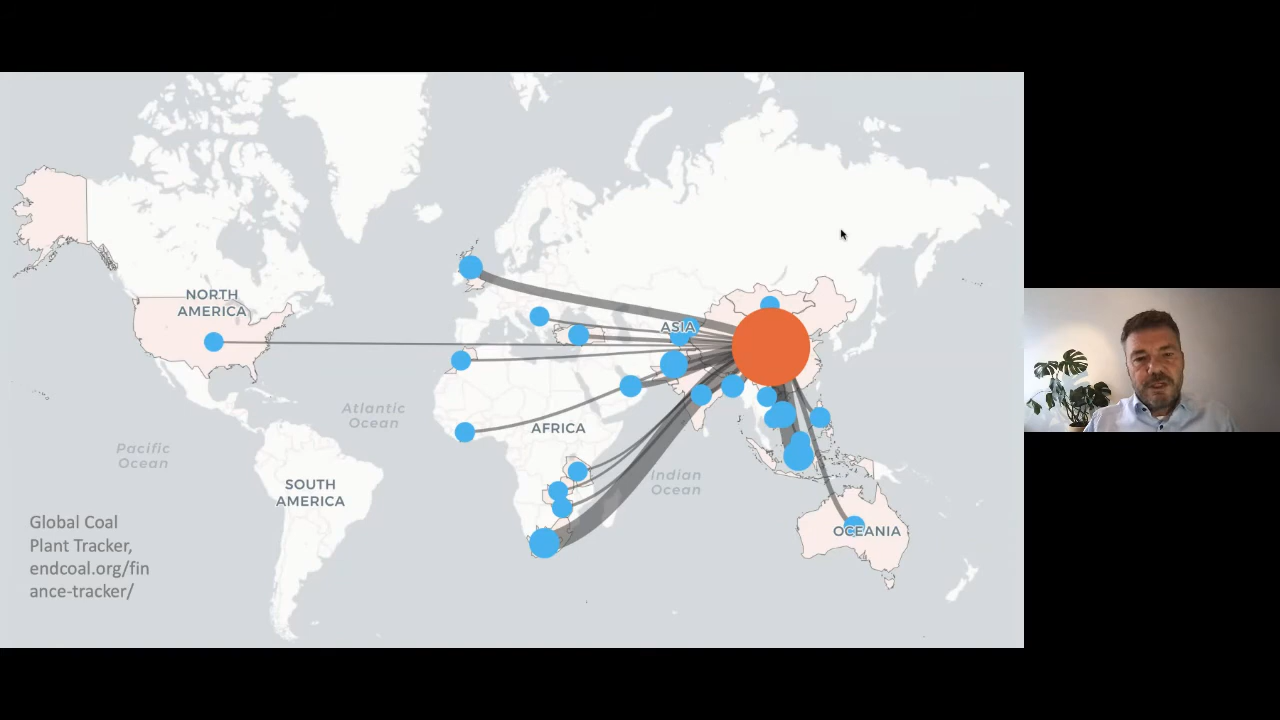 NORTH
AMERICA
ASIA
Atlantic
Ocean
AFRICA
Pacific
Ocean
Indian
Ocean
SOUTH
AMERICA
OCEANIA
Global Coal
Plant Tracker,
endcoal.org/fin
ance-tracker/